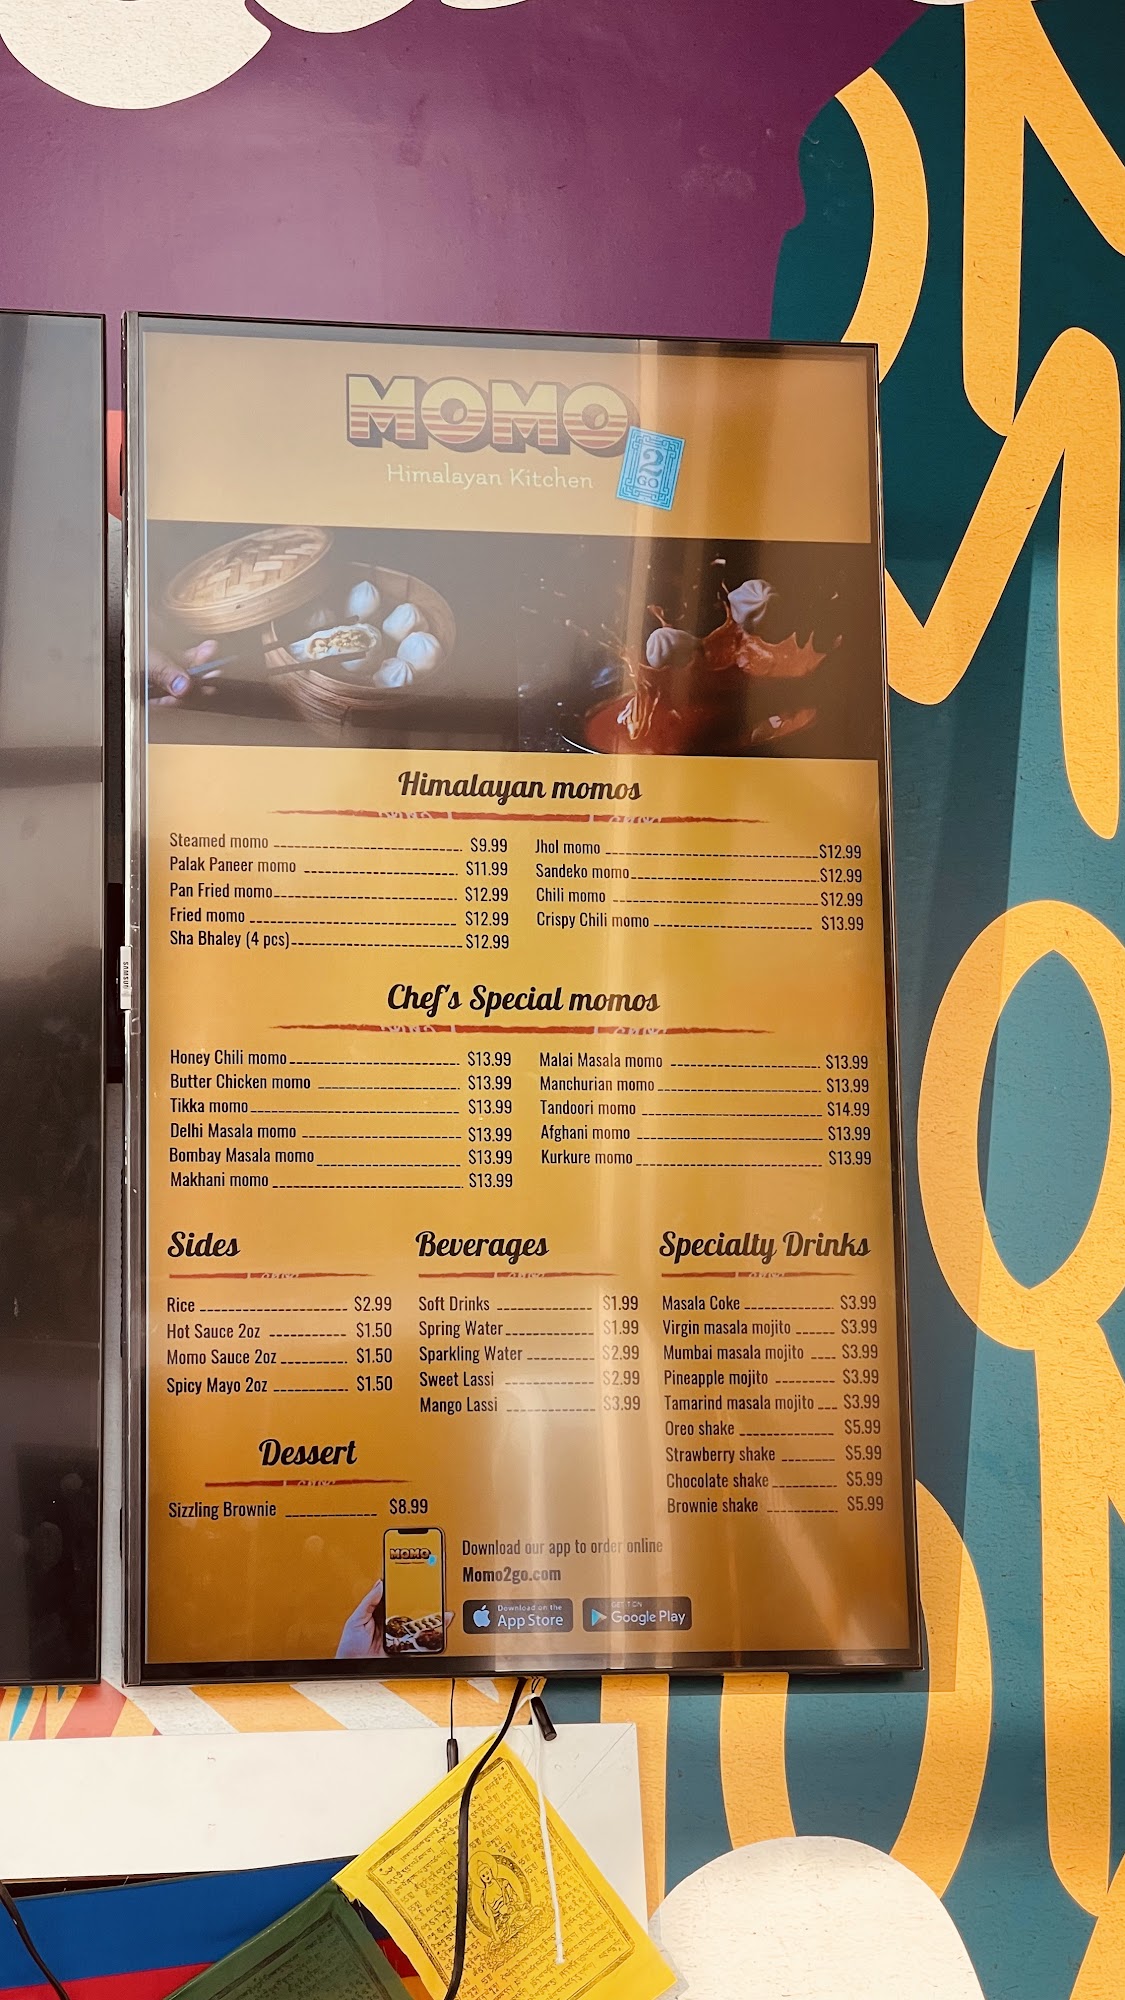 MOMO
2GO
Himalayan Kitchen
Himalayan momos
Steamed momo $9.99
Palak Paneer momo $11.99
Pan Fried momo $12.99
Fried momo $12.99
Sha Bhaley (4 pcs) $12.99
Jhol momo $12.99
Sandeko momo $12.99
Chili momo $12.99
Crispy Chili momo $13.99
Chef's Special momos
Honey Chili momo $13.99
Butter Chicken momo $13.99
Tikka momo $13.99
Delhi Masala momo $13.99
Bombay Masala momo $13.99
Makhani momo $13.99
Malai Masala momo $13.99
Manchurian momo $13.99
Tandoori momo $14.99
Afghani momo $13.99
Kurkure momo $13.99
Sides
Rice $2.99
Hot Sauce 2oz $1.50
Momo Sauce 2oz $1.50
Spicy Mayo 2oz $1.50
Beverages
Soft Drinks $1.99
Spring Water $1.99
Sparkling Water $2.99
Sweet Lassi $2.99
Mango Lassi $3.99
Specialty Drinks
Masala Coke $3.99
Virgin masala mojito $3.99
Mumbai masala mojito $3.99
Pineapple mojito $3.99
Tamarind masala mojito $3.99
Oreo shake $5.99
Strawberry shake $5.99
Chocolate shake $5.99
Brownie shake $5.99
Dessert
Sizzling Brownie $8.99
MOMO
Download our app to order online
Momo2go.com
Download on the
App Store
GET IT ON
Google Play
SAMSUNG